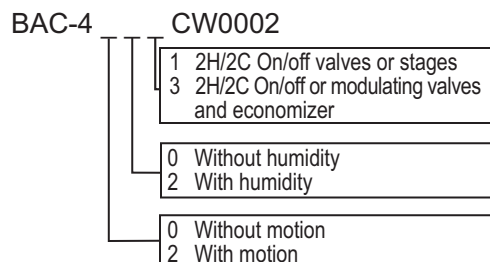 BAC-4 _ _ _ CW0002
1 2H/2C On/off valves or stages
3 2H/2C On/off or modulating valves
and economizer
0 Without humidity
2 With humidity
0 Without motion
2 With motion